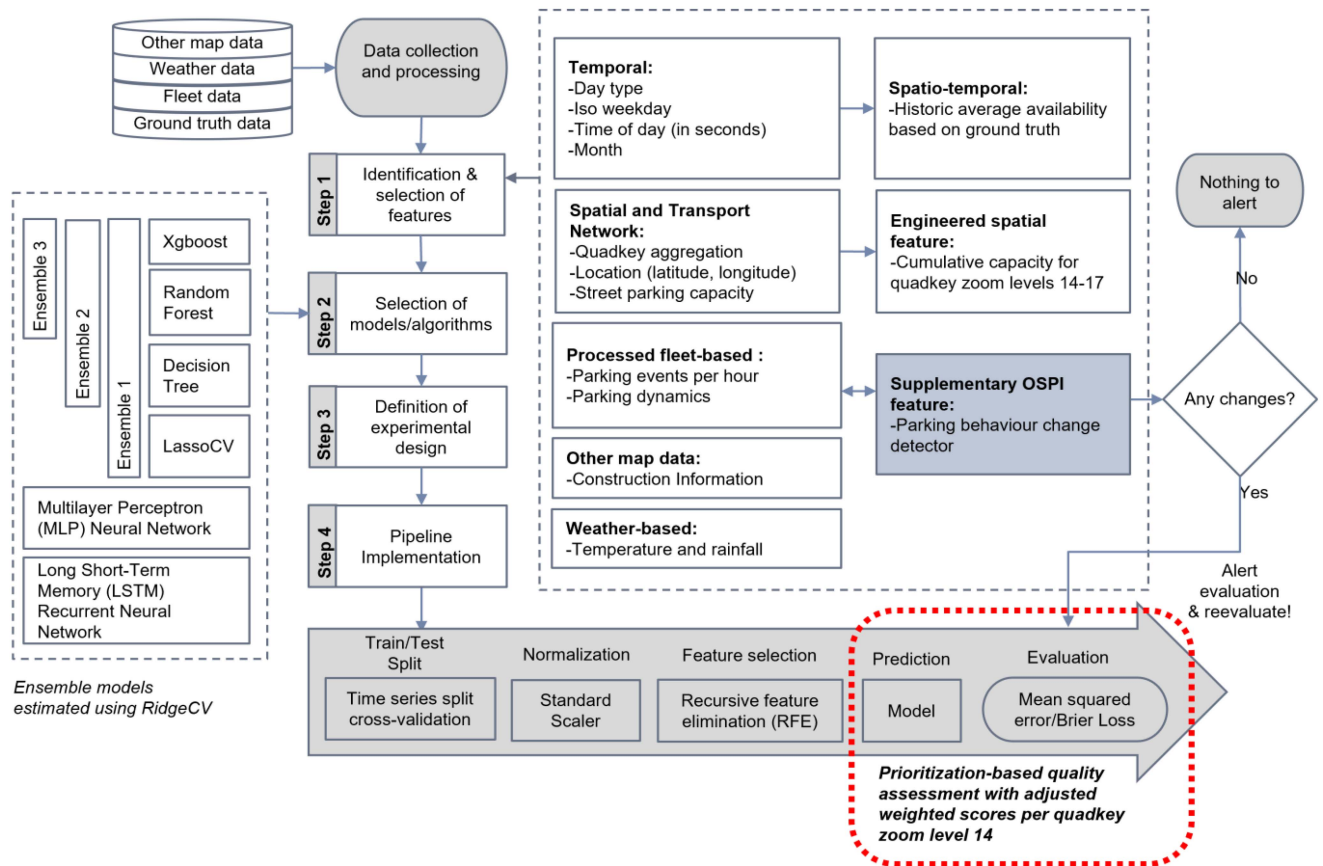 Other map data
Weather data
Fleet data
Ground truth data
Data collection
and processing
Step 1
Identification &
selection of
features
Step 2
Selection of
models/algorithms
Step 3
Definition of
experimental
design
Step 4
Pipeline
Implementation
Ensemble 3
Ensemble 2
Ensemble 1
Xgboost
Random
Forest
Decision
Tree
LassoCV
Multilayer Perceptron
(MLP) Neural Network
Long Short-Term
Memory (LSTM)
Recurrent Neural
Network
Ensemble models
estimated using RidgeCV
Temporal:
-Day type
-Iso weekday
-Time of day (in seconds)
-Month
Spatio-temporal:
-Historic average availability
based on ground truth
Spatial and Transport
Network:
-Quadkey aggregation
-Location (latitude, longitude)
-Street parking capacity
Engineered spatial
feature:
-Cumulative capacity for
quadkey zoom levels 14-17
Processed fleet-based :
-Parking events per hour
-Parking dynamics
Supplementary OSPI
feature:
-Parking behaviour change
detector
Other map data:
-Construction Information
Weather-based:
-Temperature and rainfall
Nothing to
alert
No
Any changes?
Yes
Alert
evaluation
& reevaluate!
Train/Test
Split
Time series split
cross-validation
Normalization
Standard
Scaler
Feature selection
Recursive feature
elimination (RFE)
Prediction
Model
Evaluation
Mean squared
error/Brier Loss
Prioritization-based quality
assessment with adjusted
weighted scores per quadkey
zoom level 14